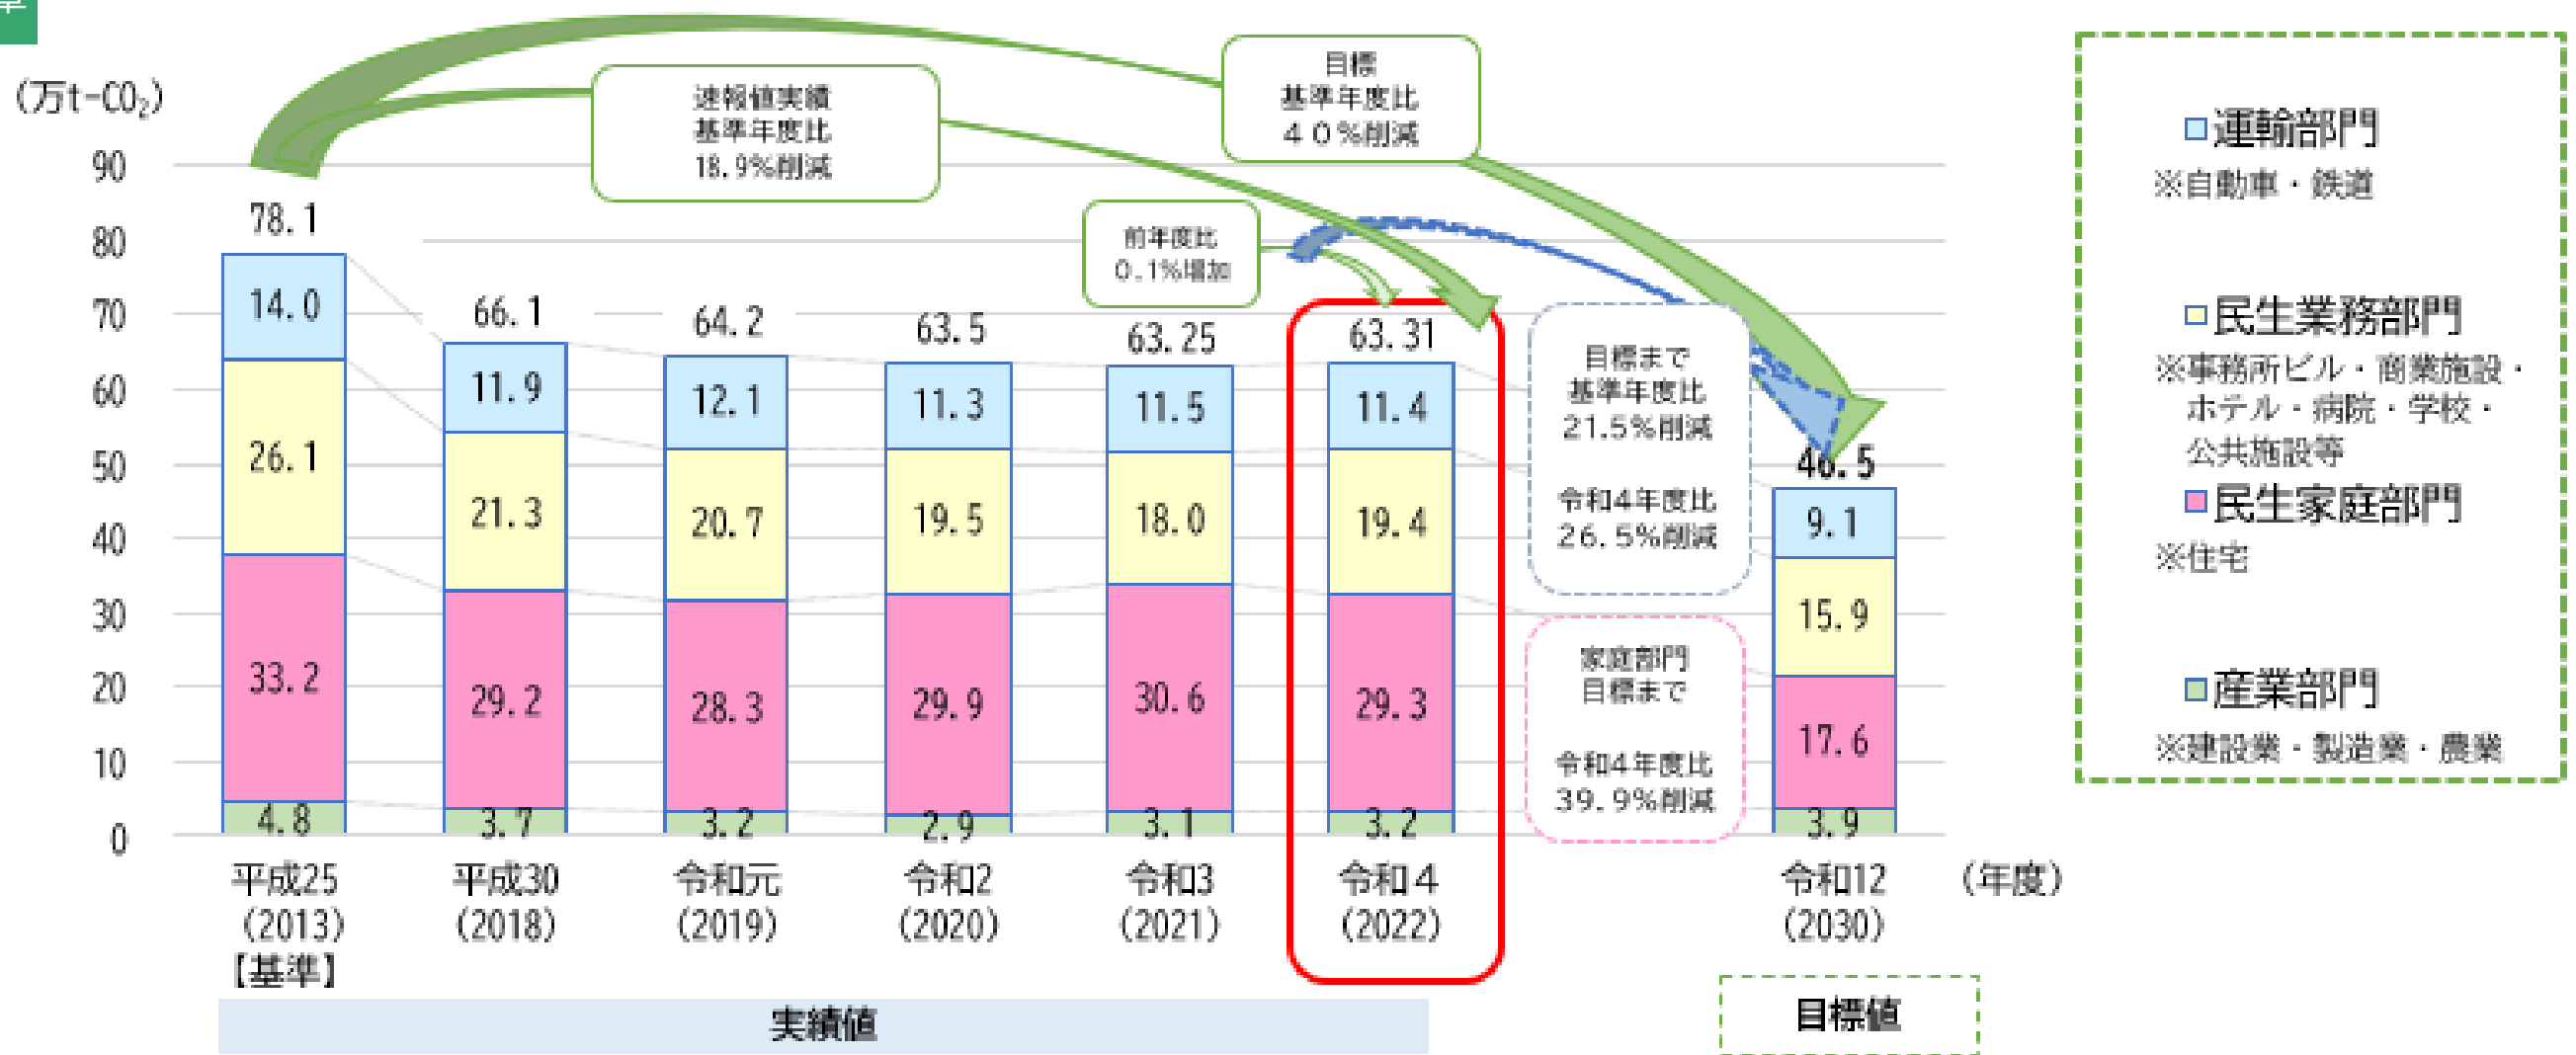 (万t-CO₂)
速報値実績
基準年度比
18.9%削減
目標
基準年度比
40%削減
前年度比
0.1%増加
90
80
70
60
50
40
30
20
10
0
78.1
14.0
26.1
33.2
4.8
66.1
11.9
21.3
29.2
3.7
64.2
12.1
20.7
28.3
3.2
63.5
11.3
19.5
29.9
2.9
63.25
11.5
18.0
30.6
3.1
63.31
11.4
19.4
29.3
3.2
目標まで
基準年度比
21.5%削減
令和4年度比
26.5%削減
家庭部門
目標まで
令和4年度比
39.9%削減
46.5
9.1
15.9
17.6
3.9
平成25
(2013)
【基準】
平成30
(2018)
令和元
(2019)
令和2
(2020)
令和3
(2021)
令和4
(2022)
令和12
(2030)
(年度)
実績値
目標値
運輸部門
※自動車・鉄道
民生業務部門
※事務所ビル・商業施設・
ホテル・病院・学校・
公共施設等
民生家庭部門
※住宅
産業部門
※建設業・製造業・農業